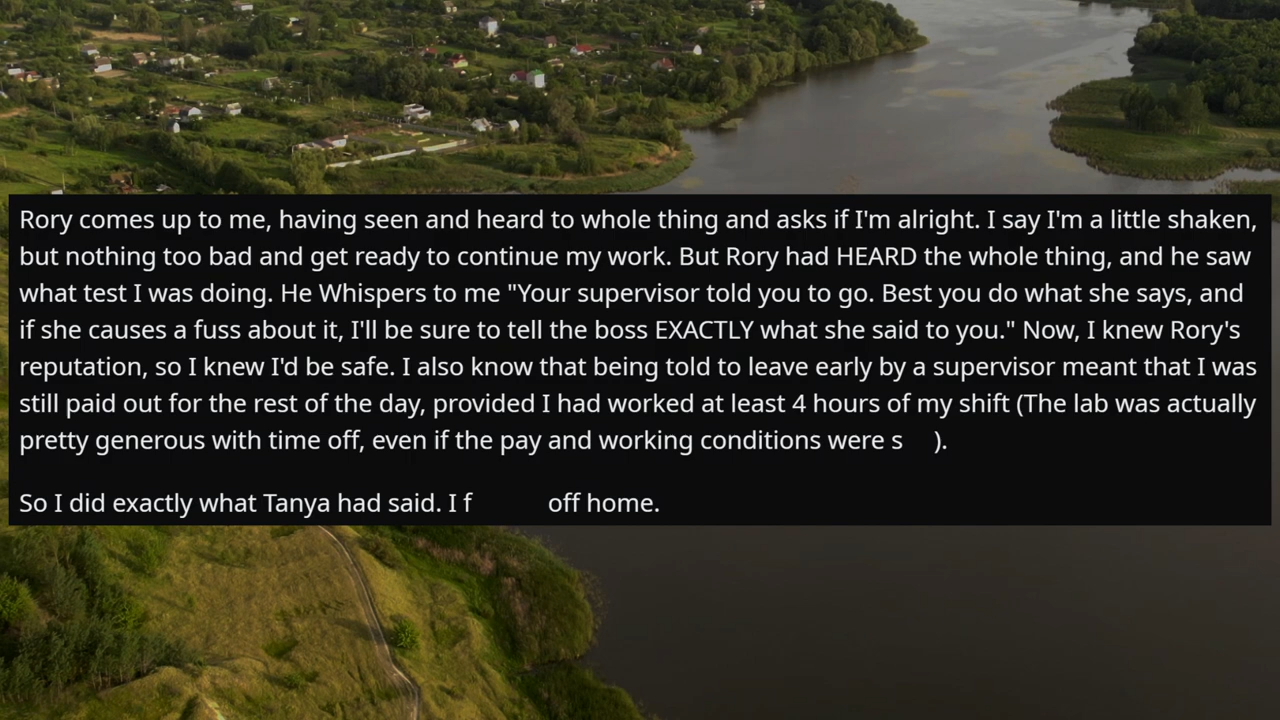 Rory comes up to me, having seen and heard to whole thing and asks if I'm alright. I say I'm a little shaken,
but nothing too bad and get ready to continue my work. But Rory had HEARD the whole thing, and he saw
what test I was doing. He Whispers to me "Your supervisor told you to go. Best you do what she says, and
if she causes a fuss about it, I'll be sure to tell the boss EXACTLY what she said to you." Now, I knew Rory's
reputation, so I knew I'd be safe. I also know that being told to leave early by a supervisor meant that I was
still paid out for the rest of the day, provided I had worked at least 4 hours of my shift (The lab was actually
pretty generous with time off, even if the pay and working conditions were s ).
So I did exactly what Tanya had said. I f off home.